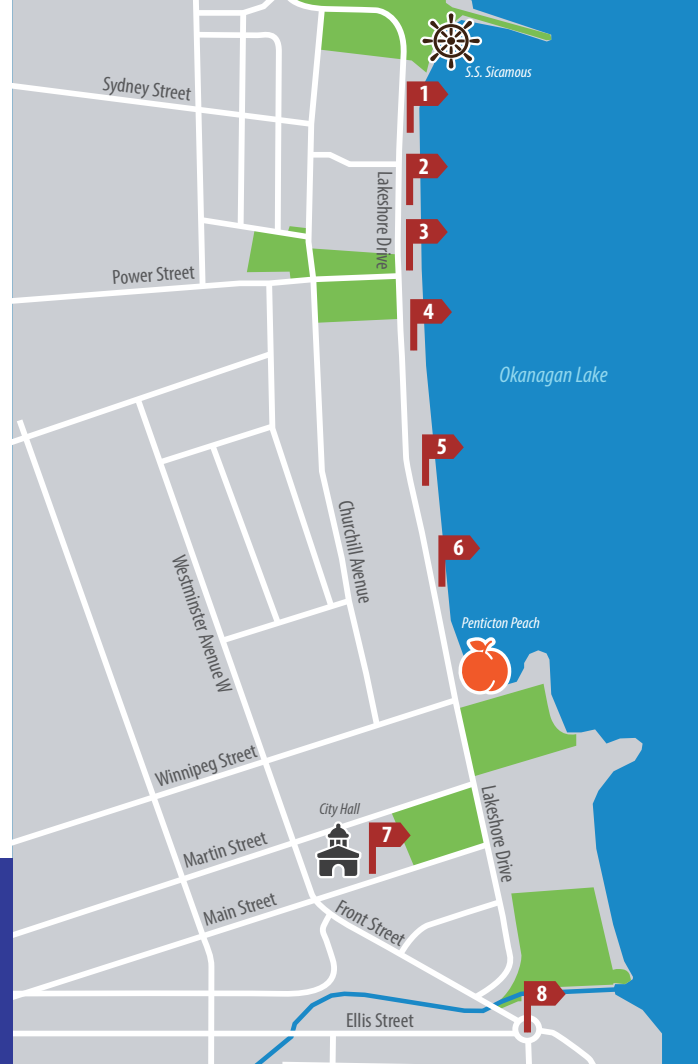 S.S. Sicamous
Sydney Street
1
2
Lakeshore Drive
3
Power Street
4
Okanagan Lake
5
Churchill Avenue
6
Westminster Avenue W
Penticton Peach
Winnipeg Street
City Hall
Lakeshore Drive
7
Martin Street
Main Street
Front Street
8
Ellis Street